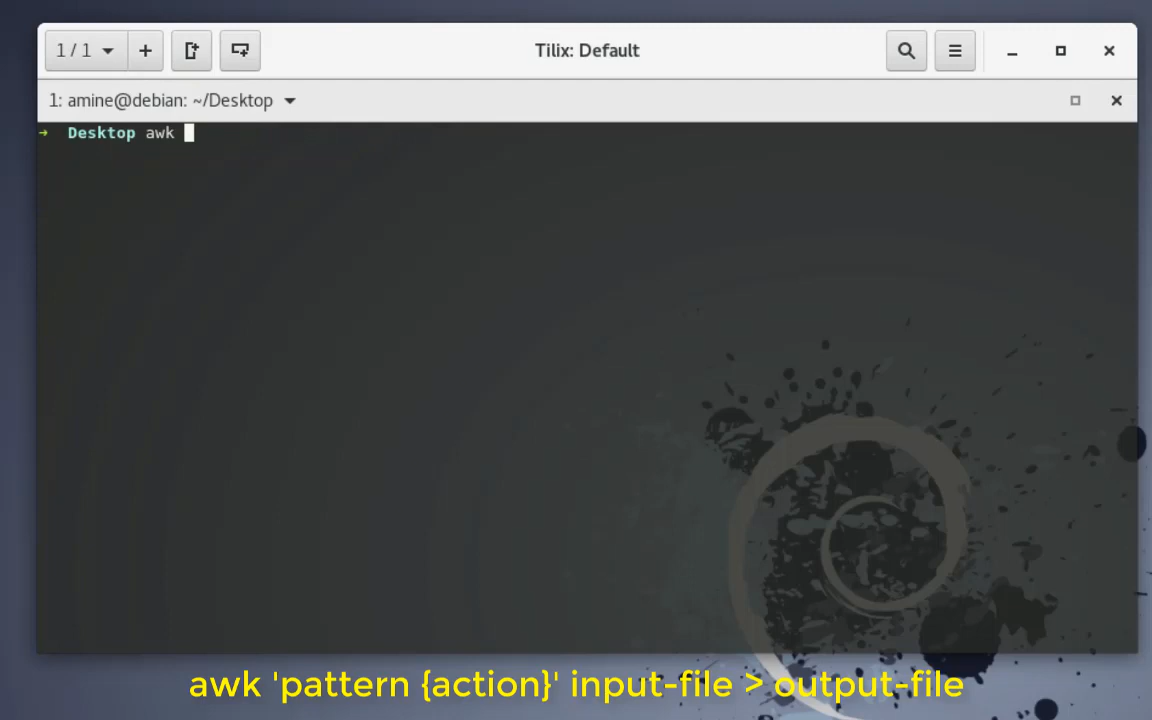 1 / 1
Tilix: Default
1: amine@debian: ~/Desktop
→ Desktop awk
awk 'pattern {action}' input-file > output-file